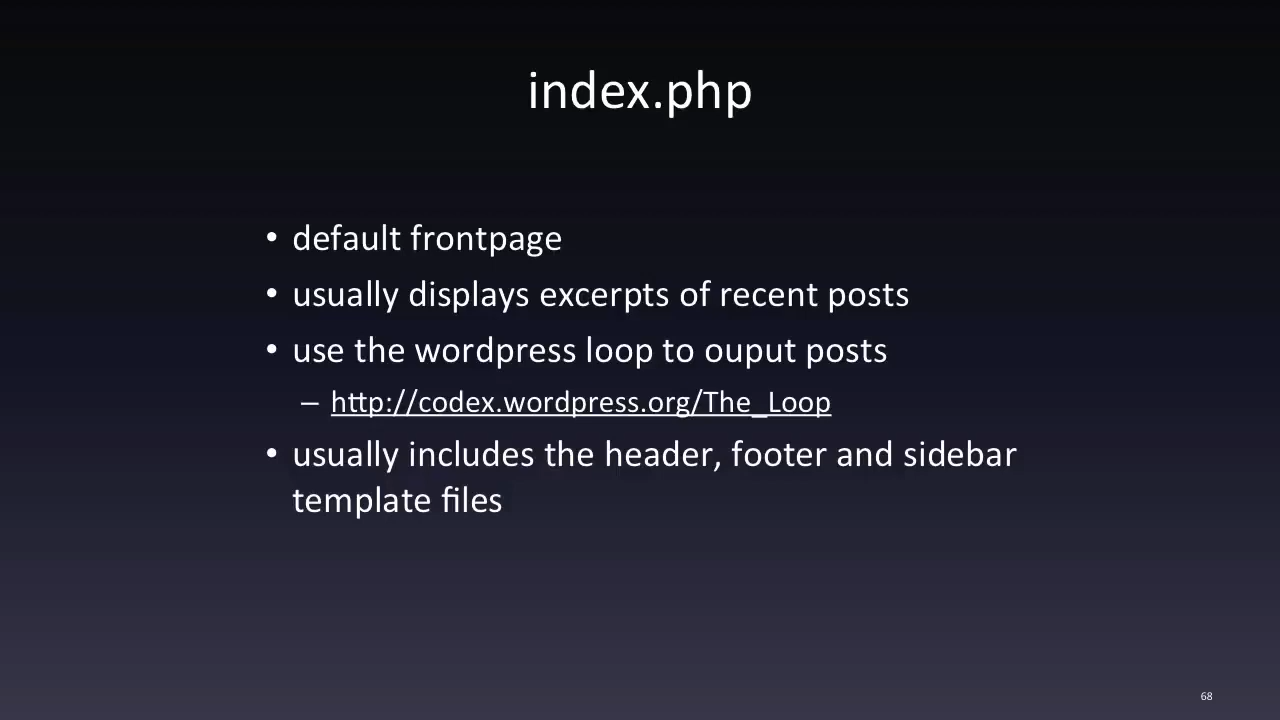 index.php
• default frontpage
• usually displays excerpts of recent posts
• use the wordpress loop to ouput posts
– http://codex.wordpress.org/The_Loop
• usually includes the header, footer and sidebar
template files
68